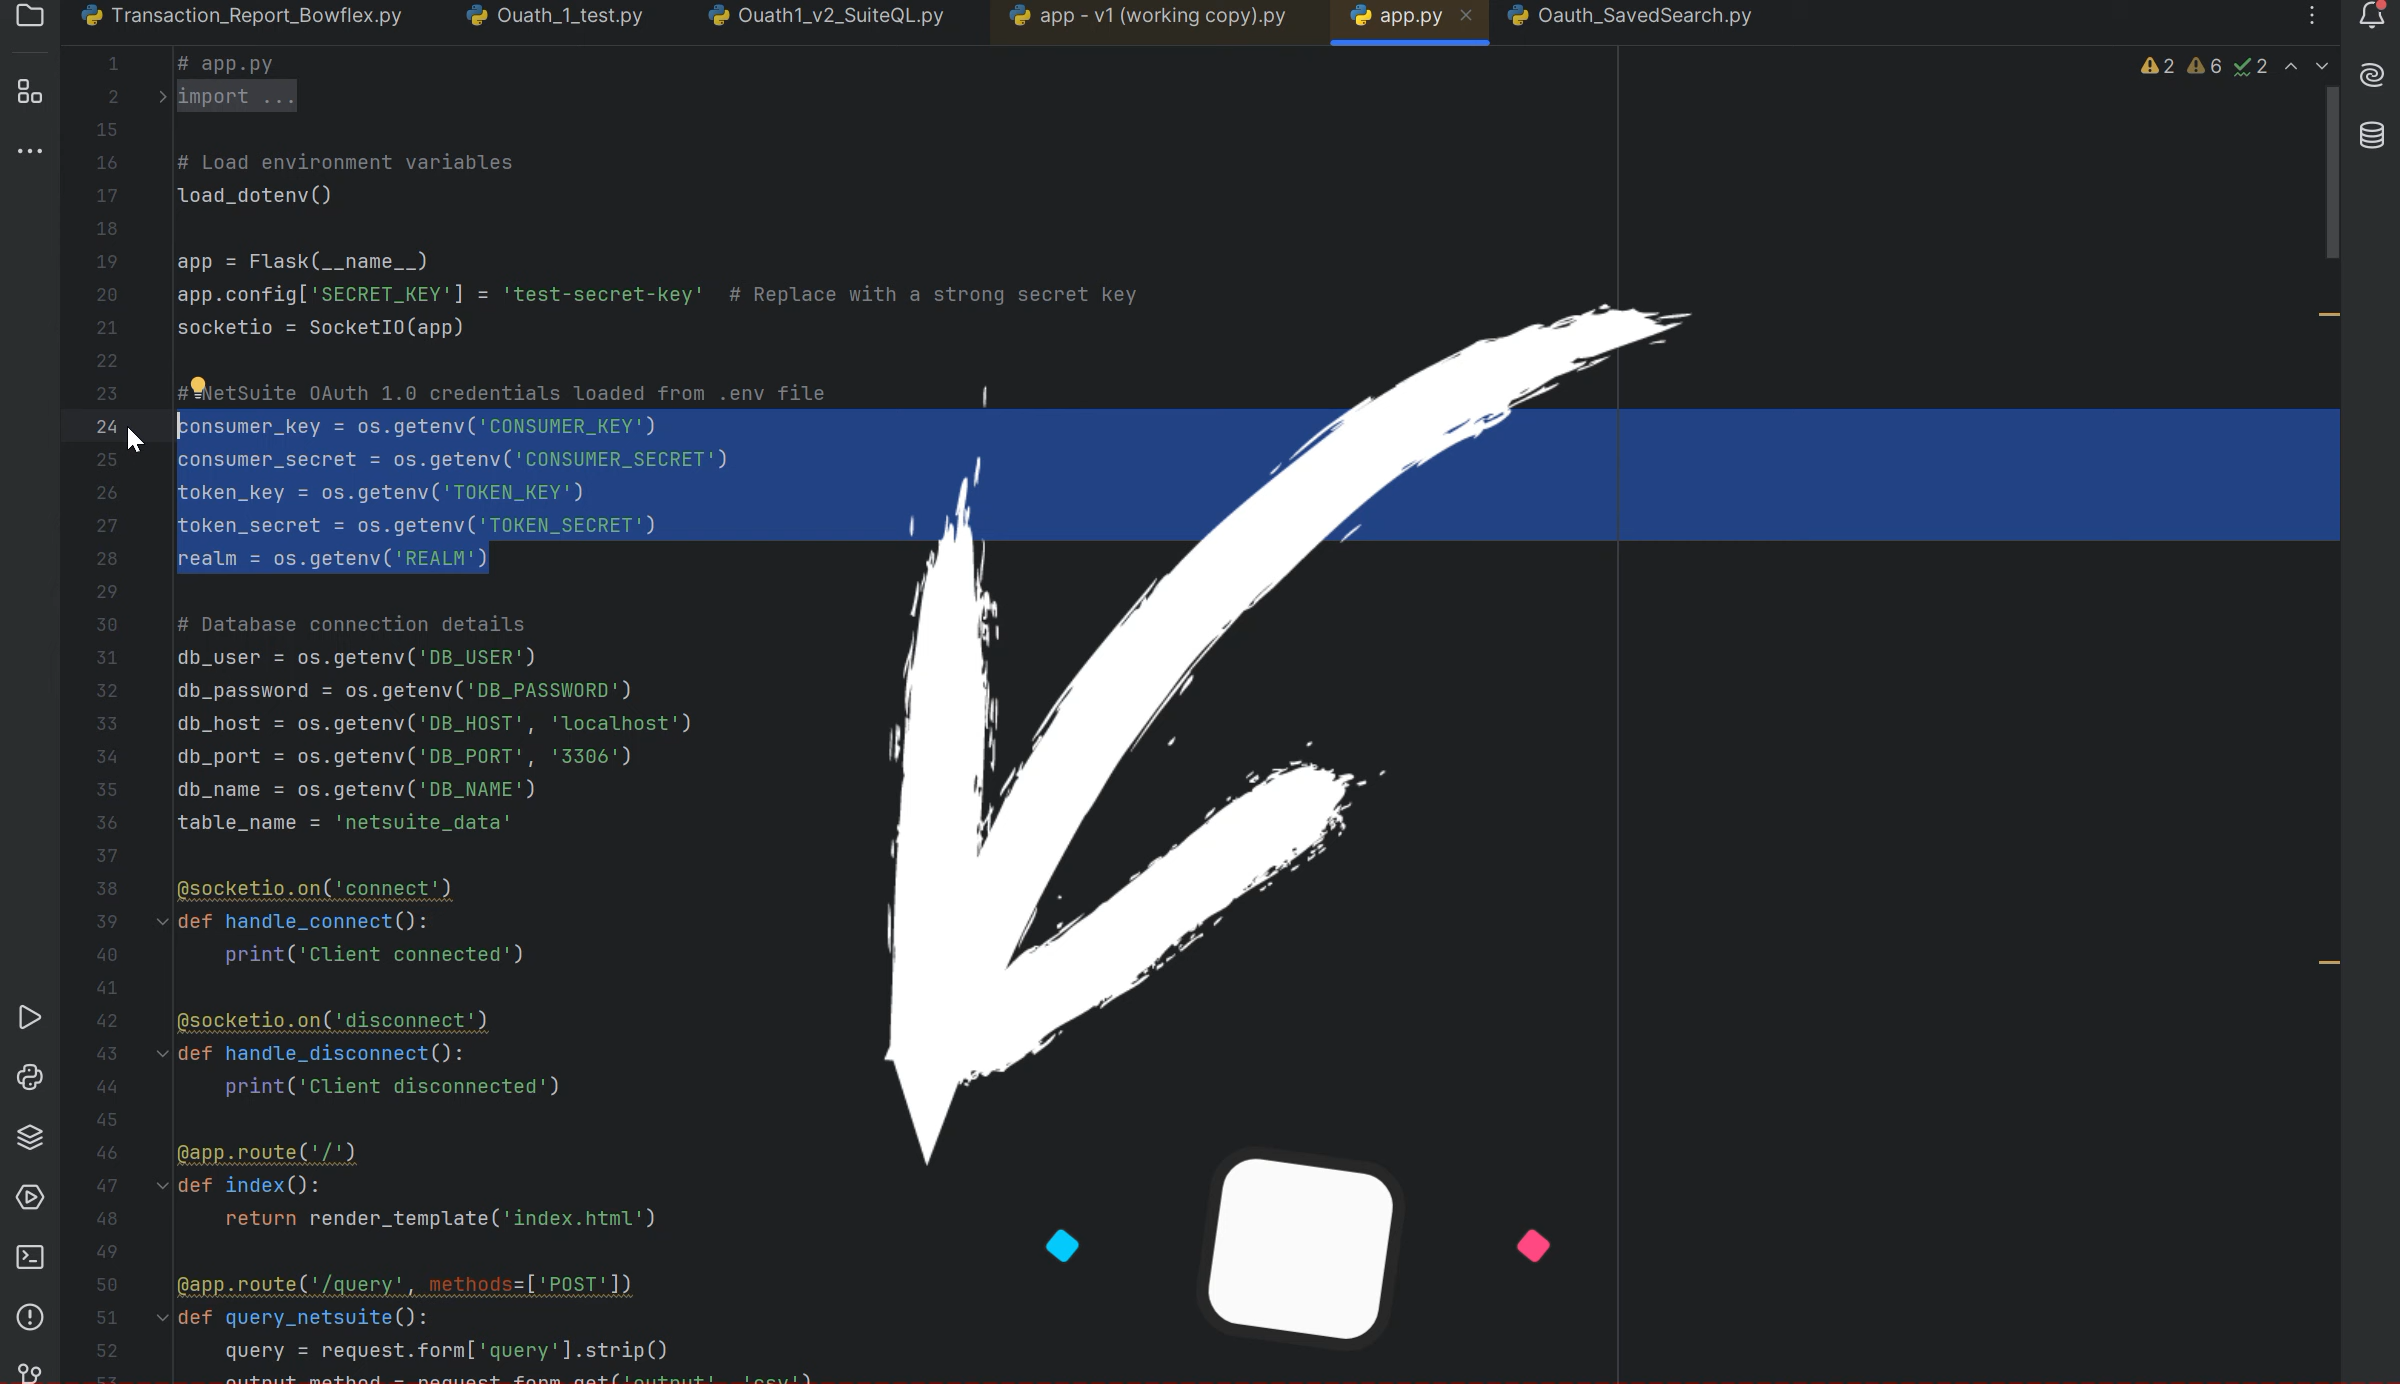 Transaction_Report_Bowflex.py Ouath_1_test.py Ouath1_v2_SuiteQL.py app - v1 (working copy).py app.py Oauth_SavedSearch.py
2 6 2
1 # app.py
2 import ...
15
16 # Load environment variables
17 load_dotenv()
18
19 app = Flask(__name__)
20 app.config['SECRET_KEY'] = 'test-secret-key'  # Replace with a strong secret key
21 socketio = SocketIO(app)
22
23 # NetSuite OAuth 1.0 credentials loaded from .env file
24 consumer_key = os.getenv('CONSUMER_KEY')
25 consumer_secret = os.getenv('CONSUMER_SECRET')
26 token_key = os.getenv('TOKEN_KEY')
27 token_secret = os.getenv('TOKEN_SECRET')
28 realm = os.getenv('REALM')
29
30 # Database connection details
31 db_user = os.getenv('DB_USER')
32 db_password = os.getenv('DB_PASSWORD')
33 db_host = os.getenv('DB_HOST', 'localhost')
34 db_port = os.getenv('DB_PORT', '3306')
35 db_name = os.getenv('DB_NAME')
36 table_name = 'netsuite_data'
37
38 @socketio.on('connect')
39 def handle_connect():
40     print('Client connected')
41
42 @socketio.on('disconnect')
43 def handle_disconnect():
44     print('Client disconnected')
45
46 @app.route('/')
47 def index():
48     return render_template('index.html')
49
50 @app.route('/query', methods=['POST'])
51 def query_netsuite():
52     query = request.form['query'].strip()
53     output_method = request.form.get('output', 'csv')